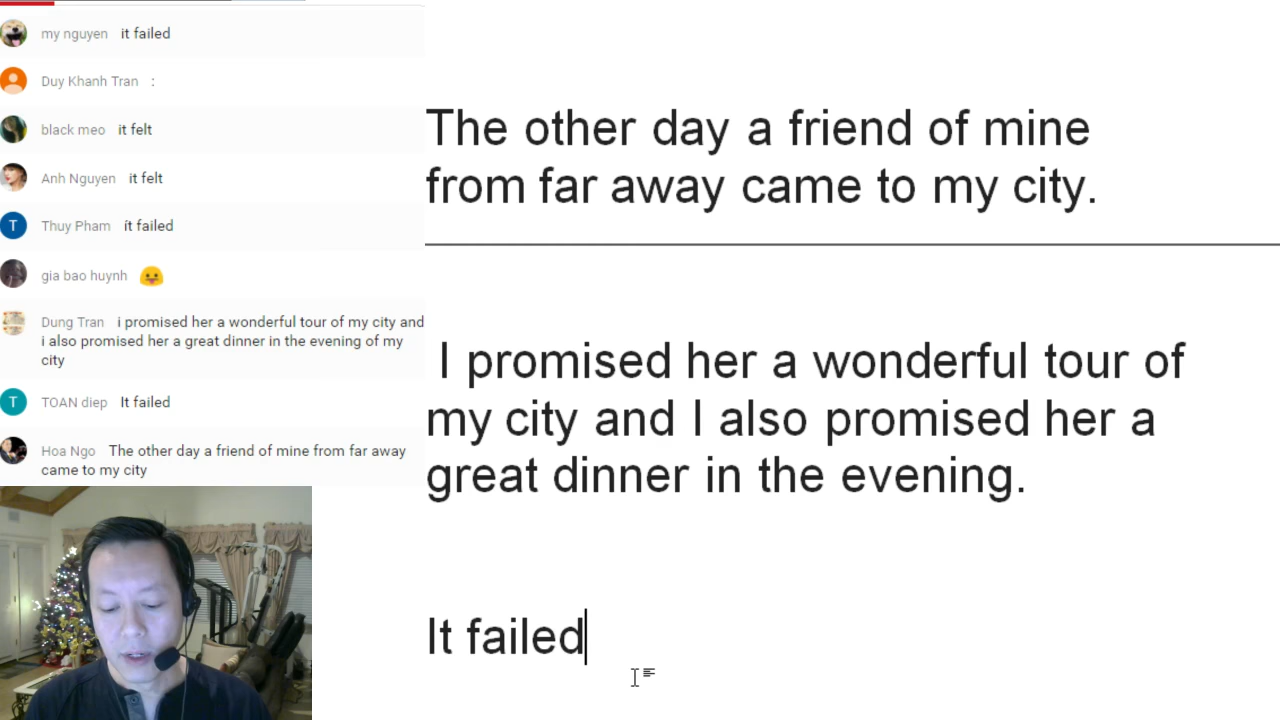 my nguyen it failed
Duy Khanh Tran :
black meo it felt
Anh Nguyen it felt
T Thuy Pham ít failed
gia bao huynh
Dung Tran i promised her a wonderful tour of my city and
i also promised her a great dinner in the evening of my
city
T TOAN diep It failed
Hoa Ngo The other day a friend of mine from far away
came to my city
The other day a friend of mine
from far away came to my city.
I promised her a wonderful tour of
my city and I also promised her a
great dinner in the evening.
It failed